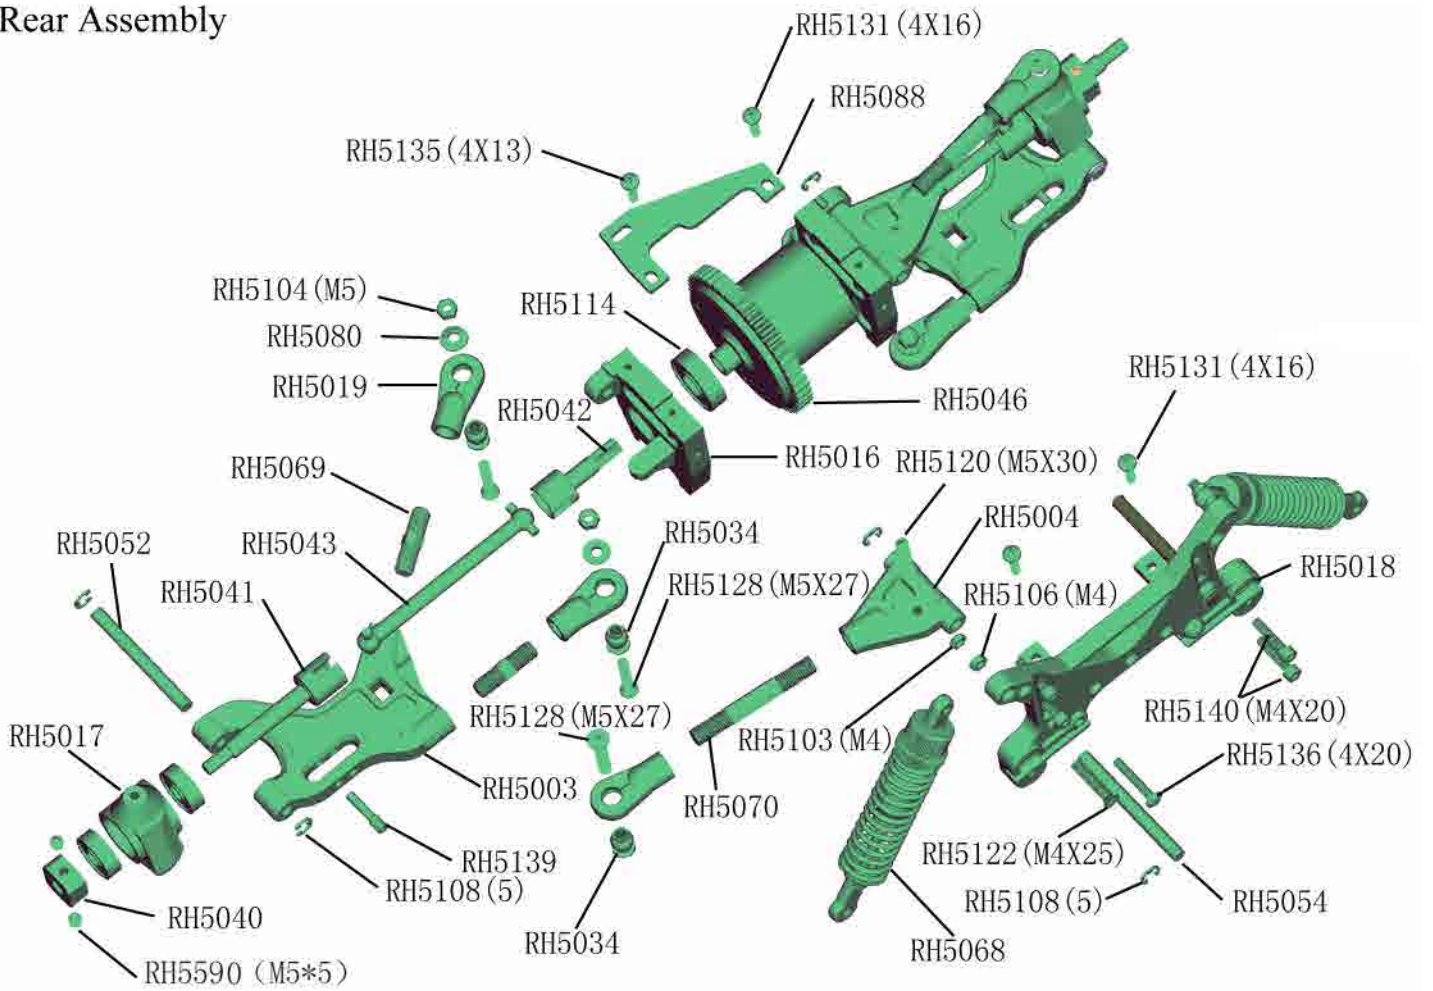 Rear Assembly
RH5131(4X16)
RH5088
RH5135(4X13)
RH5104(M5)
RH5114
RH5080
RH5131(4X16)
RH5019
RH5042
RH5046
RH5016
RH5120(M5X30)
RH5069
RH5004
RH5034
RH5052
RH5043
RH5018
RH5128(M5X27)
RH5041
RH5106(M4)
RH5140(M4X20)
RH5128(M5X27)
RH5017
RH5103(M4)
RH5136(4X20)
RH5003
RH5070
RH5122(M4X25)
RH5139
RH5108(5)
RH5108(5)
RH5054
RH5040
RH5034
RH5068
RH5590 (M5*5)